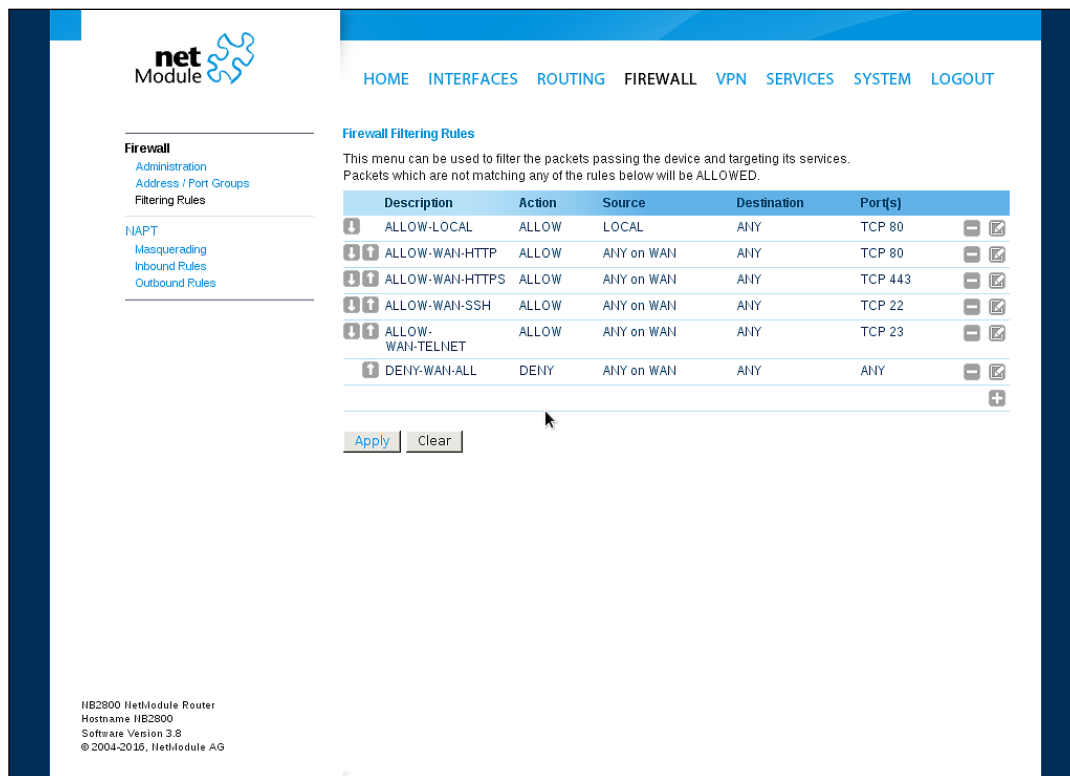 net
Module
HOME INTERFACES ROUTING FIREWALL VPN SERVICES SYSTEM LOGOUT
Firewall
Administration
Address / Port Groups
Filtering Rules
NAPT
Masquerading
Inbound Rules
Outbound Rules
Firewall Filtering Rules
This menu can be used to filter the packets passing the device and targeting its services.
Packets which are not matching any of the rules below will be ALLOWED.
Description Action Source Destination Port(s)
ALLOW-LOCAL ALLOW LOCAL ANY TCP 80
ALLOW-WAN-HTTP ALLOW ANY on WAN ANY TCP 80
ALLOW-WAN-HTTPS ALLOW ANY on WAN ANY TCP 443
ALLOW-WAN-SSH ALLOW ANY on WAN ANY TCP 22
ALLOW- ALLOW ANY on WAN ANY TCP 23
WAN-TELNET
DENY-WAN-ALL DENY ANY on WAN ANY ANY
Apply Clear
NB2800 NetModule Router
Hostname NB2800
Software Version 3.8
© 2004-2016, NetModule AG